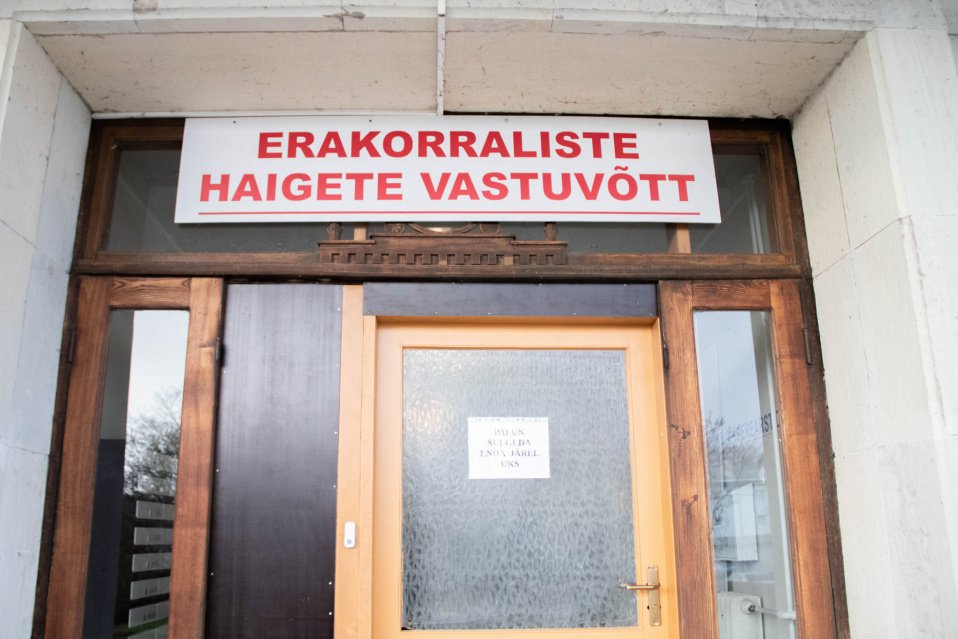 ERAKORRALISTE
HAIGETE VASTUVÕTT
PALUN
SULGEDA
ENDA JÄREL
UKS